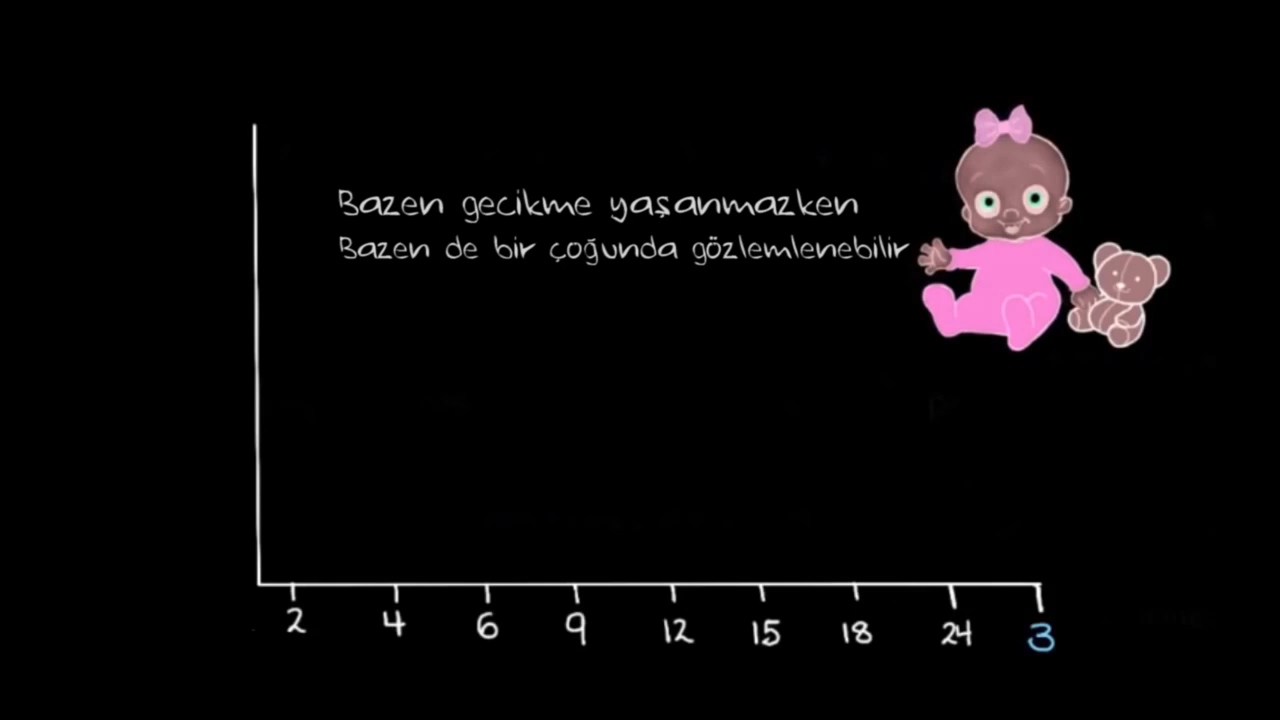 Bazen gecikme yaşanmazken
Bazen de bir çoğunda gözlemlenebilir
2 4 6 9 12 15 18 24 3